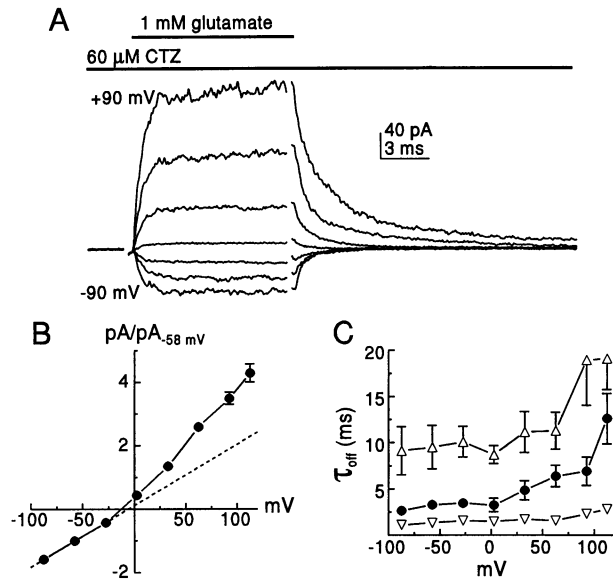 A
1 mM glutamate
60 µM CTZ
+90 mV
40 pA
3 ms
-90 mV
B
pA/pA-58 mV
4
2
mV
-100
-50
50
100
-2
C
τoff (ms)
20
15
10
5
-100
-50
0
50
100
mV